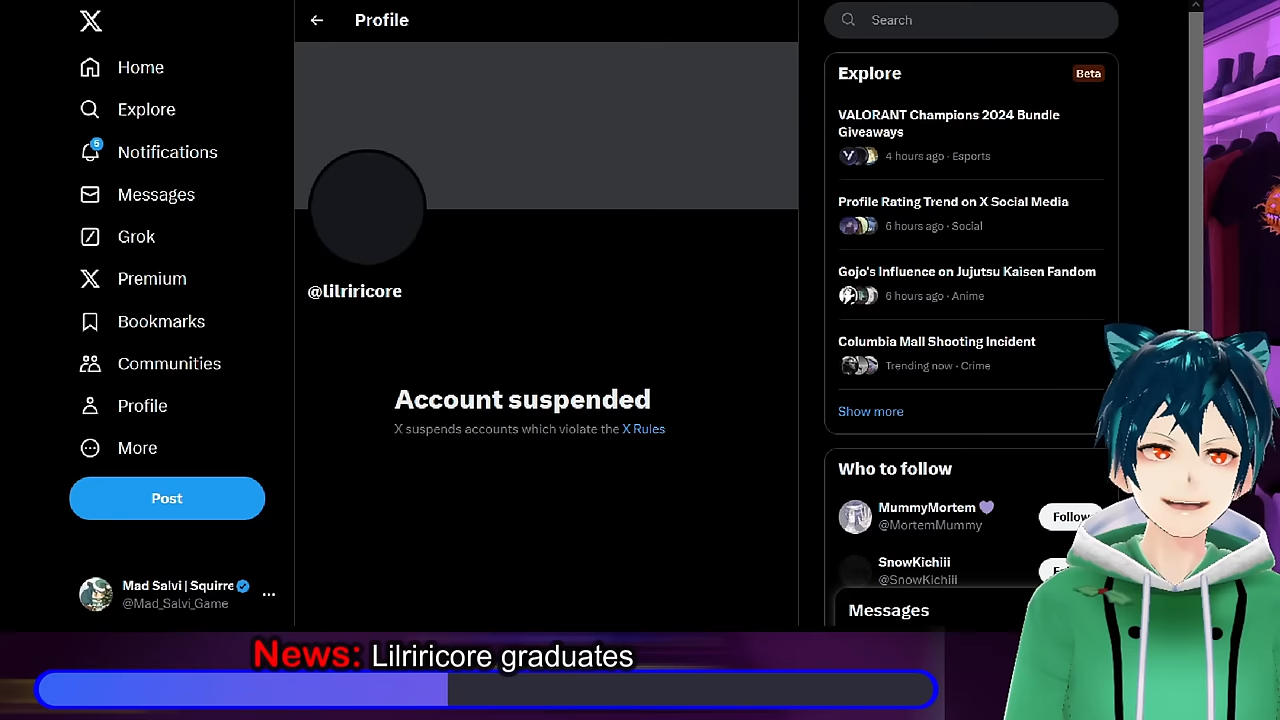 Home
Explore
6
Notifications
Messages
Grok
Premium
Bookmarks
Communities
Profile
More
Post
Mad Salvi | Squirre
@Mad_Salvi_Game
Profile
@lilriricore
Account suspended
X suspends accounts which violate the X Rules
Search
Explore
Beta
VALORANT Champions 2024 Bundle
Giveaways
4 hours ago · Esports
Profile Rating Trend on X Social Media
6 hours ago · Social
Gojo's Influence on Jujutsu Kaisen Fandom
6 hours ago · Anime
Columbia Mall Shooting Incident
Trending now · Crime
Show more
Who to follow
MummyMortem
@MortemMummy
Follow
SnowKichiii
@SnowKichiii
Messages
News: Lilriricore graduates